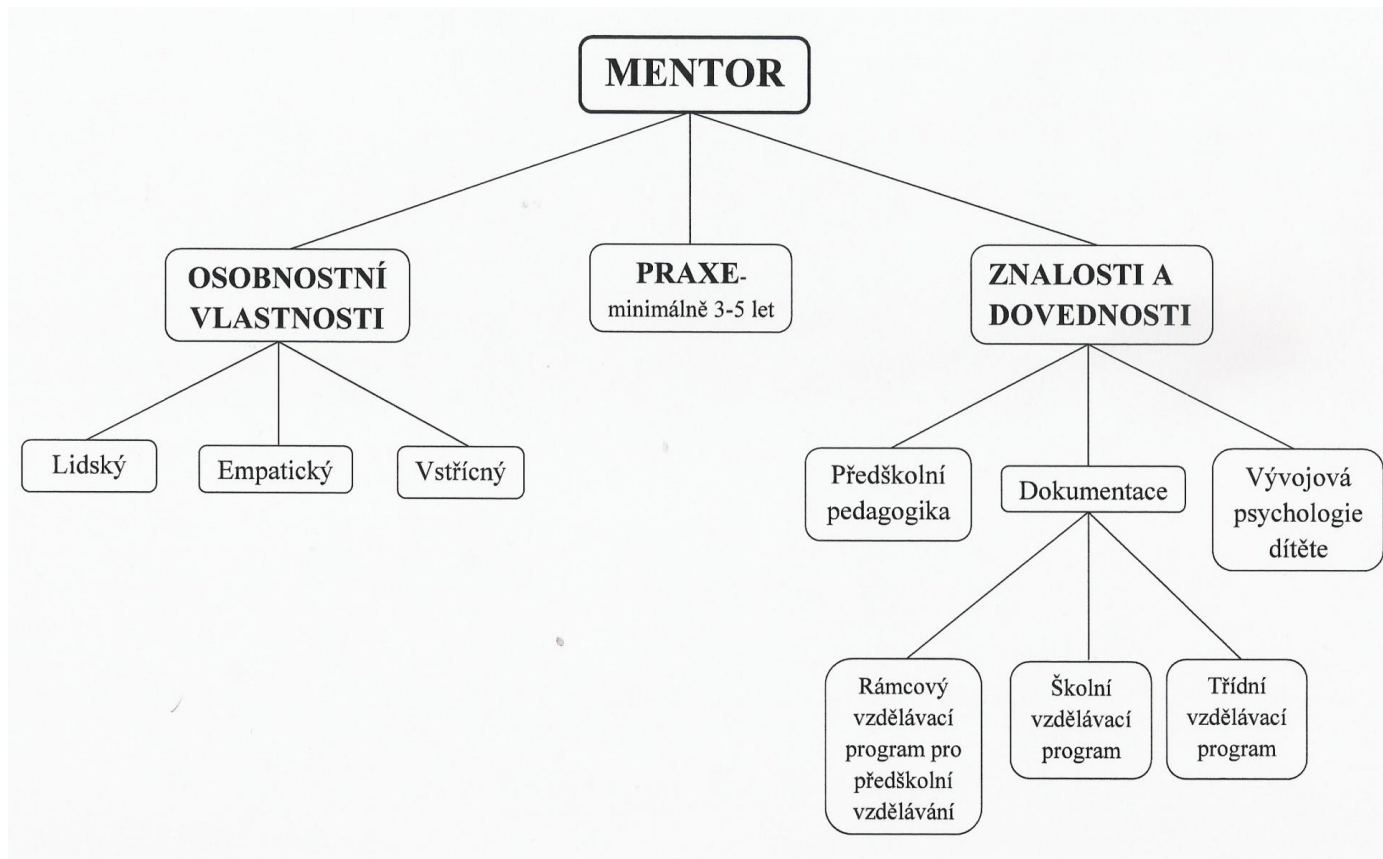 MENTOR
OSOBNOSTNÍ
VLASTNOSTI
PRAXE-
minimálně 3-5 let
ZNALOSTI A
DOVEDNOSTI
Lidský
Empatický
Vstřícný
Předškolní
pedagogika
Dokumentace
Vývojová
psychologie
dítěte
Rámcový
vzdělávací
program pro
předškolní
vzdělávání
Školní
vzdělávací
program
Třídní
vzdělávací
program